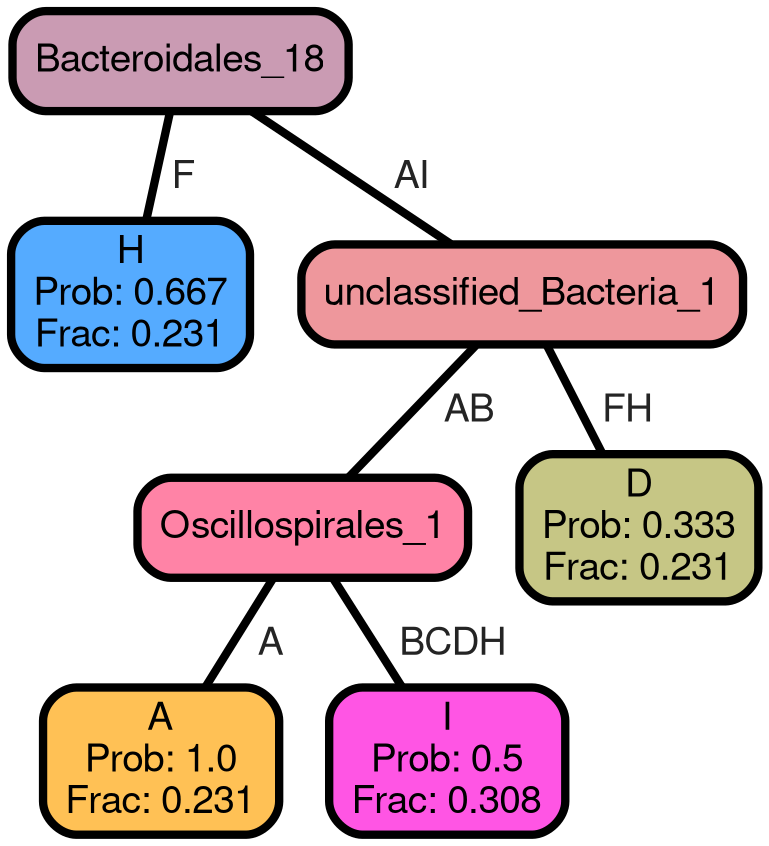 Bacteroidales_18
F
AI
H
Prob: 0.667
Frac: 0.231
unclassified_Bacteria_1
AB
FH
Oscillospirales_1
D
Prob: 0.333
Frac: 0.231
A
BCDH
A
Prob: 1.0
Frac: 0.231
I
Prob: 0.5
Frac: 0.308